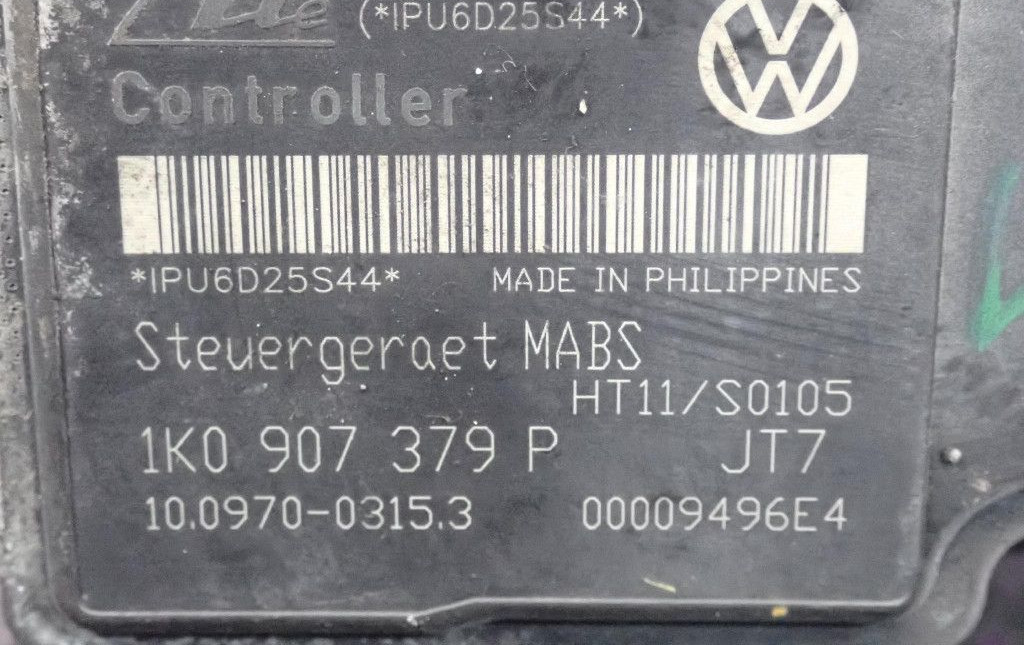 Ate (*IPU6D25S44*)
Controller
*IPU6D25S44* MADE IN PHILIPPINES
Steuergeraet MABS
HT11/S0105
1K0 907 379 P JT7
10.0970-0315.3 00009496E4